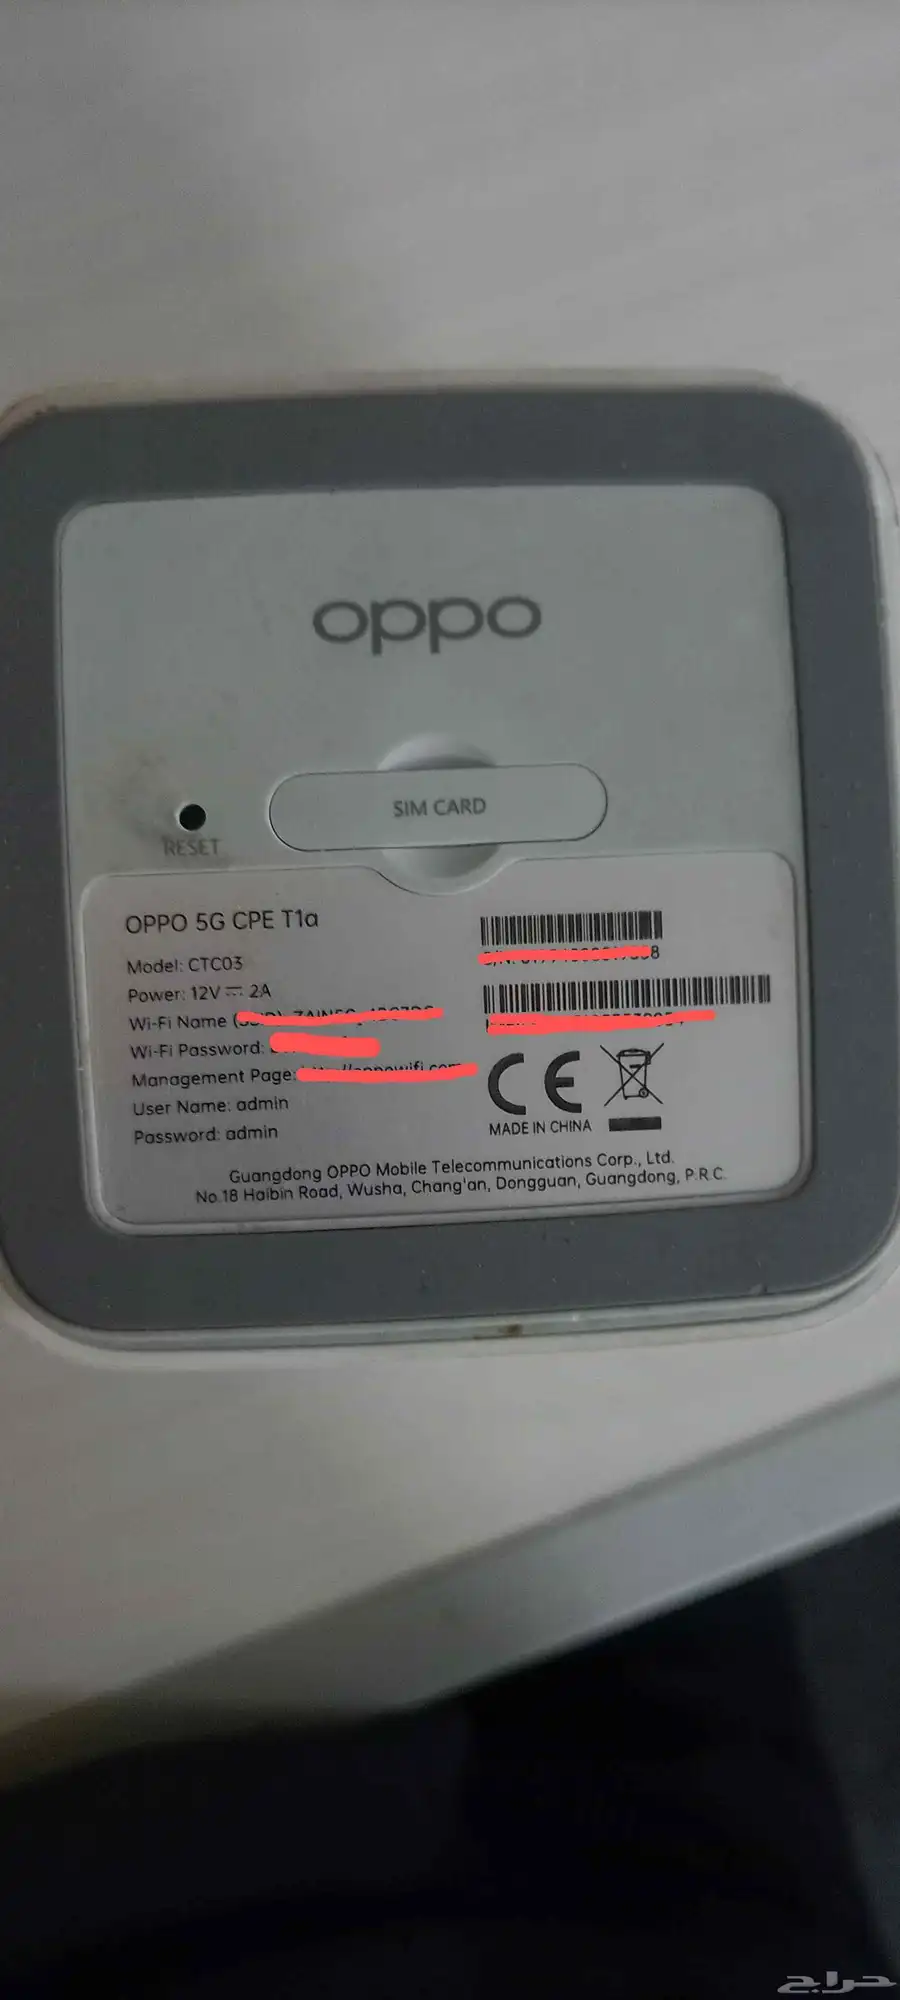 oppo
SIM CARD
RESET
OPPO 5G CPE T1a
Model: CTC03
Power: 12V ⎓ 2A
Wi-Fi Name
Wi-Fi Password:
Management Page:
User Name: admin
Password: admin
MADE IN CHINA
Guangdong OPPO Mobile Telecommunications Corp., Ltd.
No.18 Haibin Road, Wusha, Chang'an, Dongguan, Guangdong, P.R.C.
حراج